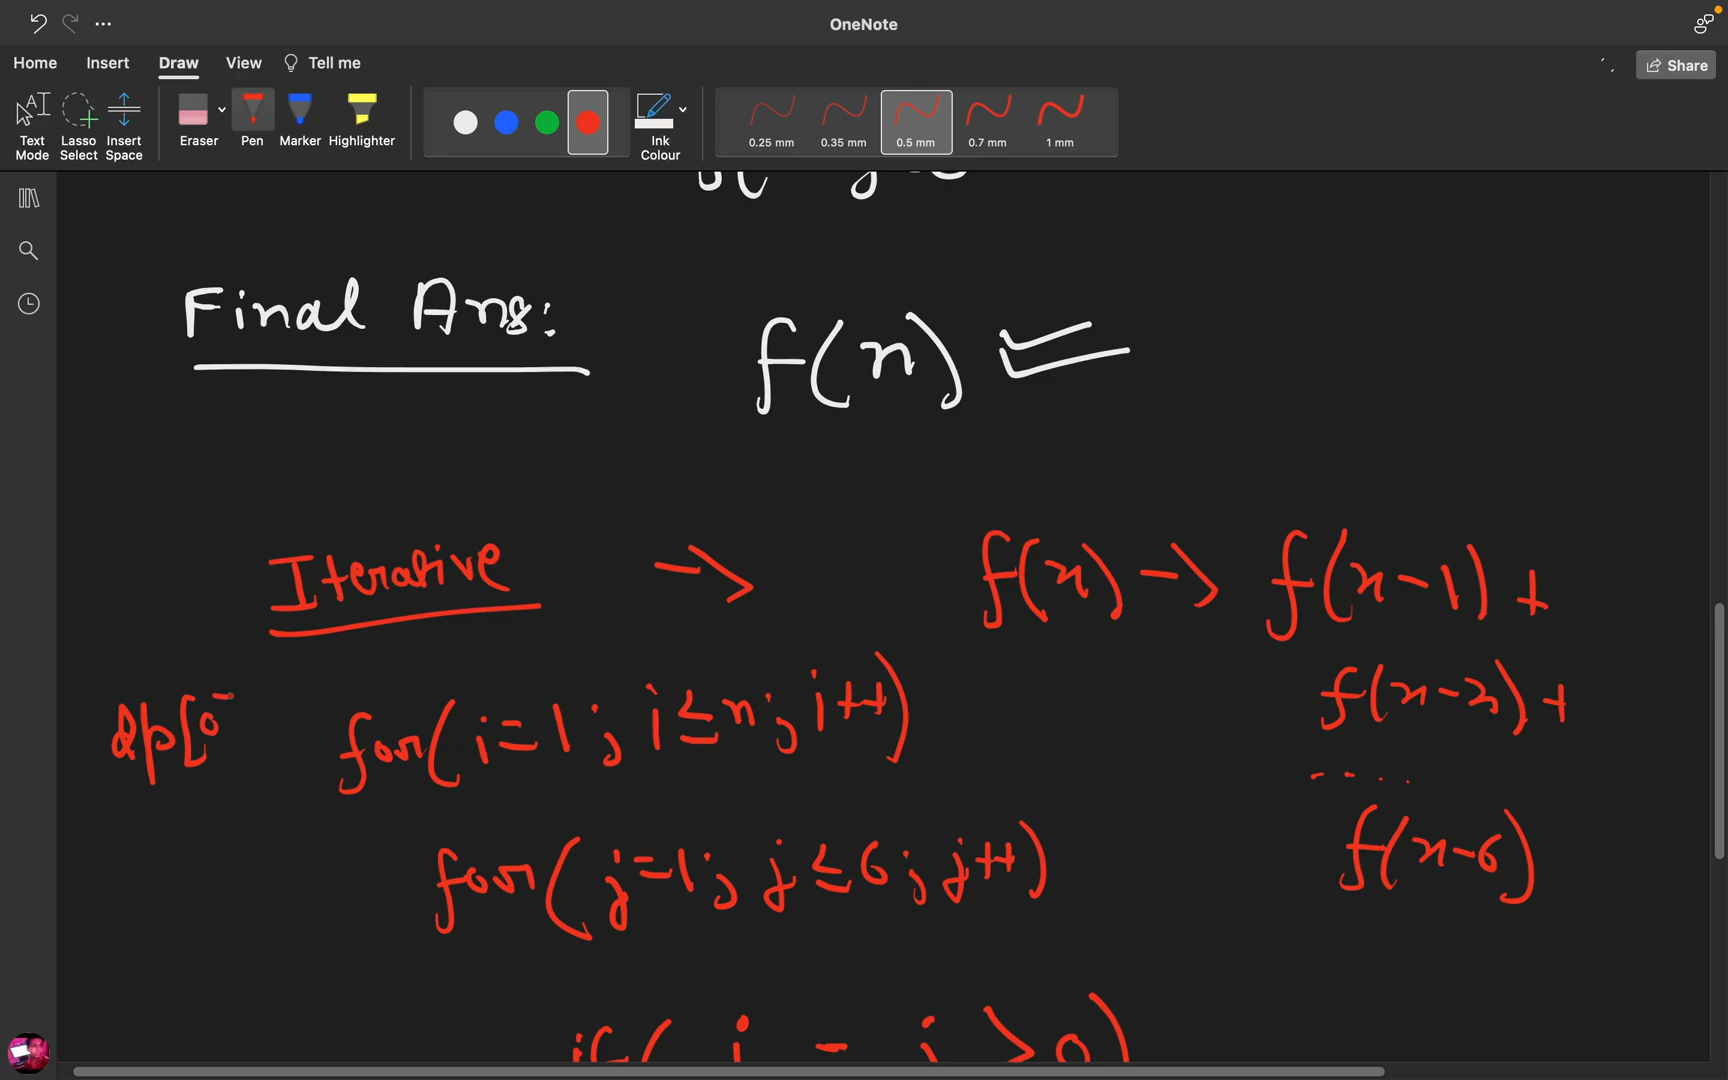 OneNote
Home Insert Draw View Tell me Share
Text Mode
Lasso Select
Insert Space
Eraser
Pen
Marker
Highlighter
Ink Colour
0.25 mm
0.35 mm
0.5 mm
0.7 mm
1 mm
Final Ans:
f(n)
Iterative -> f(x) -> f(x-1) +
f(x-2) +
dp[0 for(i=1; i≤n; i++)
....
f(x-6)
for(j=1; j≤6; j++)
if( i - j >0)